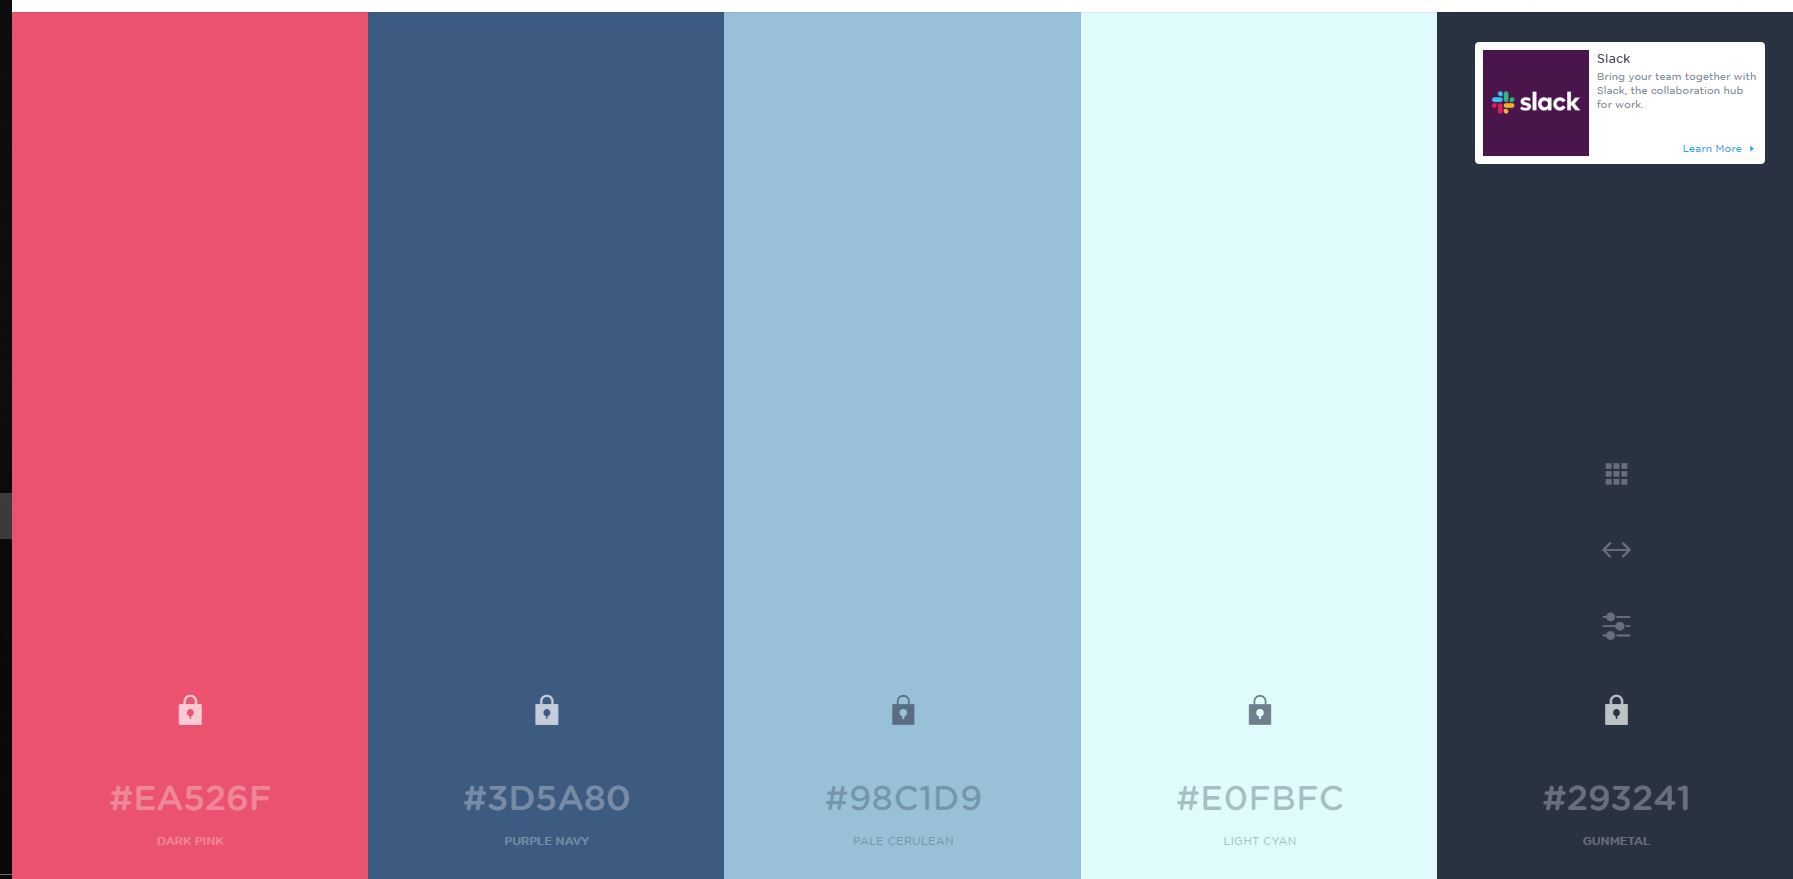 Slack
Bring your team together with
Slack, the collaboration hub
for work.
slack
Learn More
#EA526F
DARK PINK
#3D5A80
PURPLE NAVY
#98C1D9
PALE CERULEAN
#E0FBFC
LIGHT CYAN
#293241
GUNMETAL